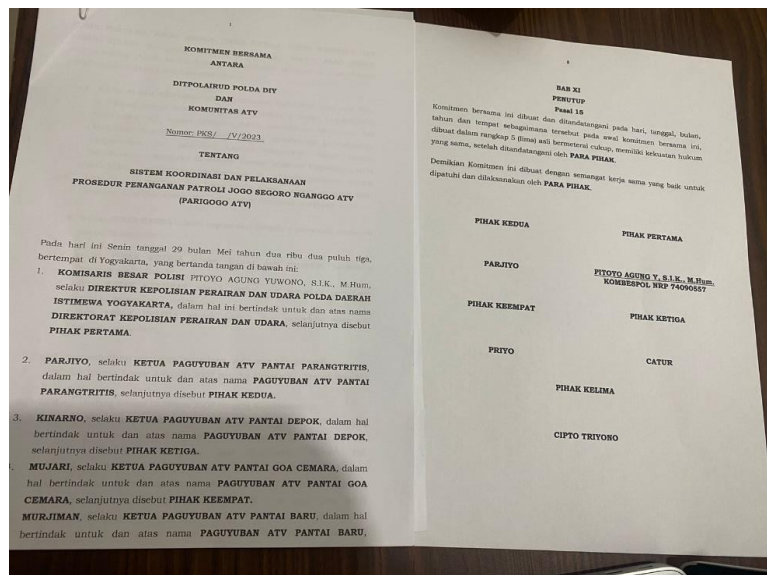 1
KOMITMEN BERSAMA
ANTARA
DITPOLAIRUD POLDA DIY
DAN
KOMUNITAS ATV
Nomor: PKS/ /V/2023
TENTANG
SISTEM KOORDINASI DAN PELAKSANAAN
PROSEDUR PENANGANAN PATROLI JOGO SEGORO NGANGGO ATV
(PARIGOGO ATV)
Pada hari ini Senin tanggal 29 bulan Mei tahun dua ribu dua puluh tiga,
bertempat di Yogyakarta, yang bertanda tangan di bawah ini:
1. KOMISARIS BESAR POLISI PITOYO AGUNG YUWONO, S.I.K., M.Hum,
selaku DIREKTUR KEPOLISIAN PERAIRAN DAN UDARA POLDA DAERAH
ISTIMEWA YOGYAKARTA, dalam hal ini bertindak untuk dan atas nama
DIREKTORAT KEPOLISIAN PERAIRAN DAN UDARA, selanjutnya disebut
PIHAK PERTAMA.
2. PARJIYO, selaku KETUA PAGUYUBAN ATV PANTAI PARANGTRITIS,
dalam hal bertindak untuk dan atas nama PAGUYUBAN ATV PANTAI
PARANGTRITIS, selanjutnya disebut PIHAK KEDUA.
3. KINARNO, selaku KETUA PAGUYUBAN ATV PANTAI DEPOK, dalam hal
bertindak untuk dan atas nama PAGUYUBAN ATV PANTAI DEPOK,
selanjutnya disebut PIHAK KETIGA.
MUJARI, selaku KETUA PAGUYUBAN ATV PANTAI GOA CEMARA, dalam
hal bertindak untuk dan atas nama PAGUYUBAN ATV PANTAI GOA
CEMARA, selanjutnya disebut PIHAK KEEMPAT.
MURJIMAN, selaku KETUA PAGUYUBAN ATV PANTAI BARU, dalam hal
bertindak untuk dan atas nama PAGUYUBAN ATV PANTAI BARU,
BAB XI
PENUTUP
Pasal 15
Komitmen bersama ini dibuat dan ditandatangani pada hari, tanggal, bulan,
tahun dan tempat sebagaimana tersebut pada awal komitmen bersama ini,
dibuat dalam rangkap 5 (lima) asli bermeterai cukup, memiliki kekuatan hukum
yang sama, setelah ditandatangani oleh PARA PIHAK.
Demikian Komitmen ini dibuat dengan semangat kerja sama yang baik untuk
dipatuhi dan dilaksanakan oleh PARA PIHAK.
PIHAK KEDUA
PIHAK PERTAMA
PARJIYO
PITOYO AGUNG Y, S.I.K., M.Hum.
KOMBESPOL NRP 74090557
PIHAK KEEMPAT
PIHAK KETIGA
PRIYO
CATUR
PIHAK KELIMA
CIPTO TRIYONO